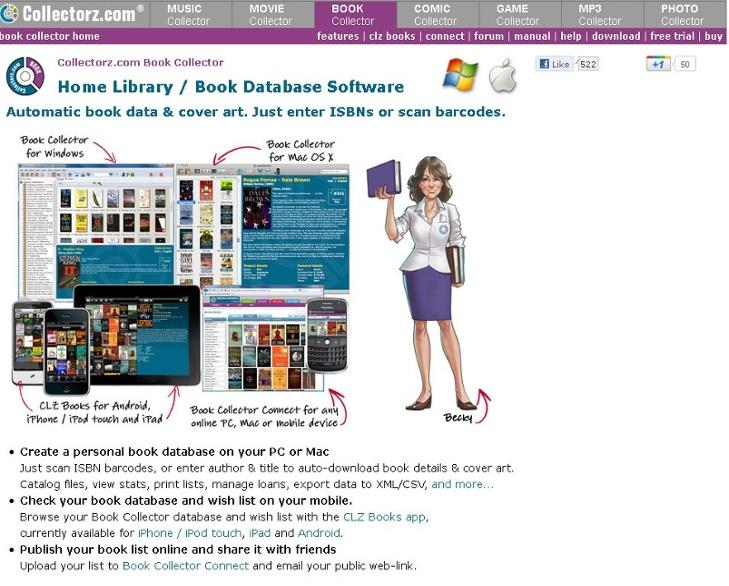 Collectorz.com®
MUSIC Collector
MOVIE Collector
BOOK Collector
COMIC Collector
GAME Collector
MP3 Collector
PHOTO Collector
book collector home
features | clz books | connect | forum | manual | help | download | free trial | buy
Collectorz.com Book Collector
Home Library / Book Database Software
Like 522
+1 50
Automatic book data & cover art. Just enter ISBNs or scan barcodes.
Book Collector
for Windows
Book Collector
for Mac OS X
Rogue Forces - Dale Brown
DALE
BROWN
STEPHEN
KING
IT
CLZ Books for Android,
iPhone / iPod touch and iPad
Book Collector Connect for any
online PC, Mac or mobile device
Becky
• Create a personal book database on your PC or Mac
Just scan ISBN barcodes, or enter author & title to auto-download book details & cover art.
Catalog files, view stats, print lists, manage loans, export data to XML/CSV, and more...
• Check your book database and wish list on your mobile.
Browse your Book Collector database and wish list with the CLZ Books app,
currently available for iPhone / iPod touch, iPad and Android.
• Publish your book list online and share it with friends
Upload your list to Book Collector Connect and email your public web-link.